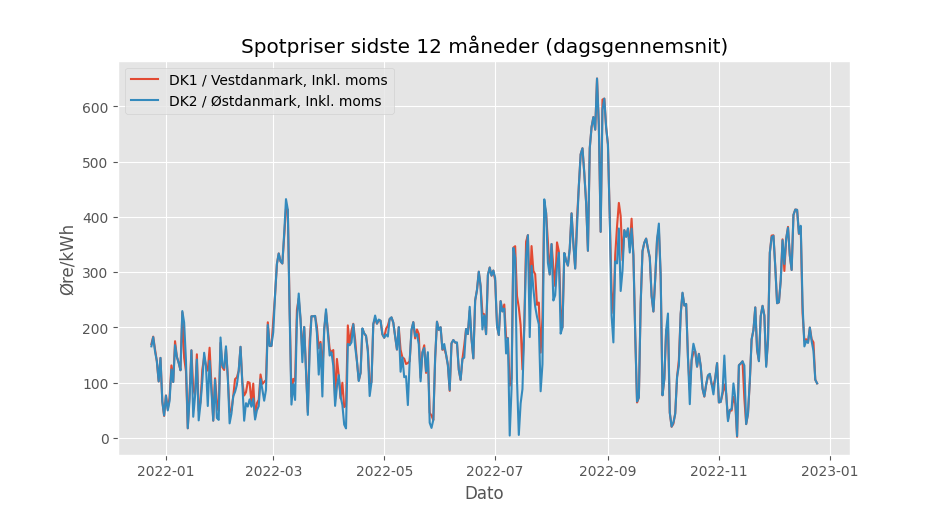 Spotpriser sidste 12 måneder (dagsgennemsnit)
DK1 / Vestdanmark, Inkl. moms
DK2 / Østdanmark, Inkl. moms
600
500
400
300
200
100
0
Øre/kWh
2022-01
2022-03
2022-05
2022-07
2022-09
2022-11
2023-01
Dato